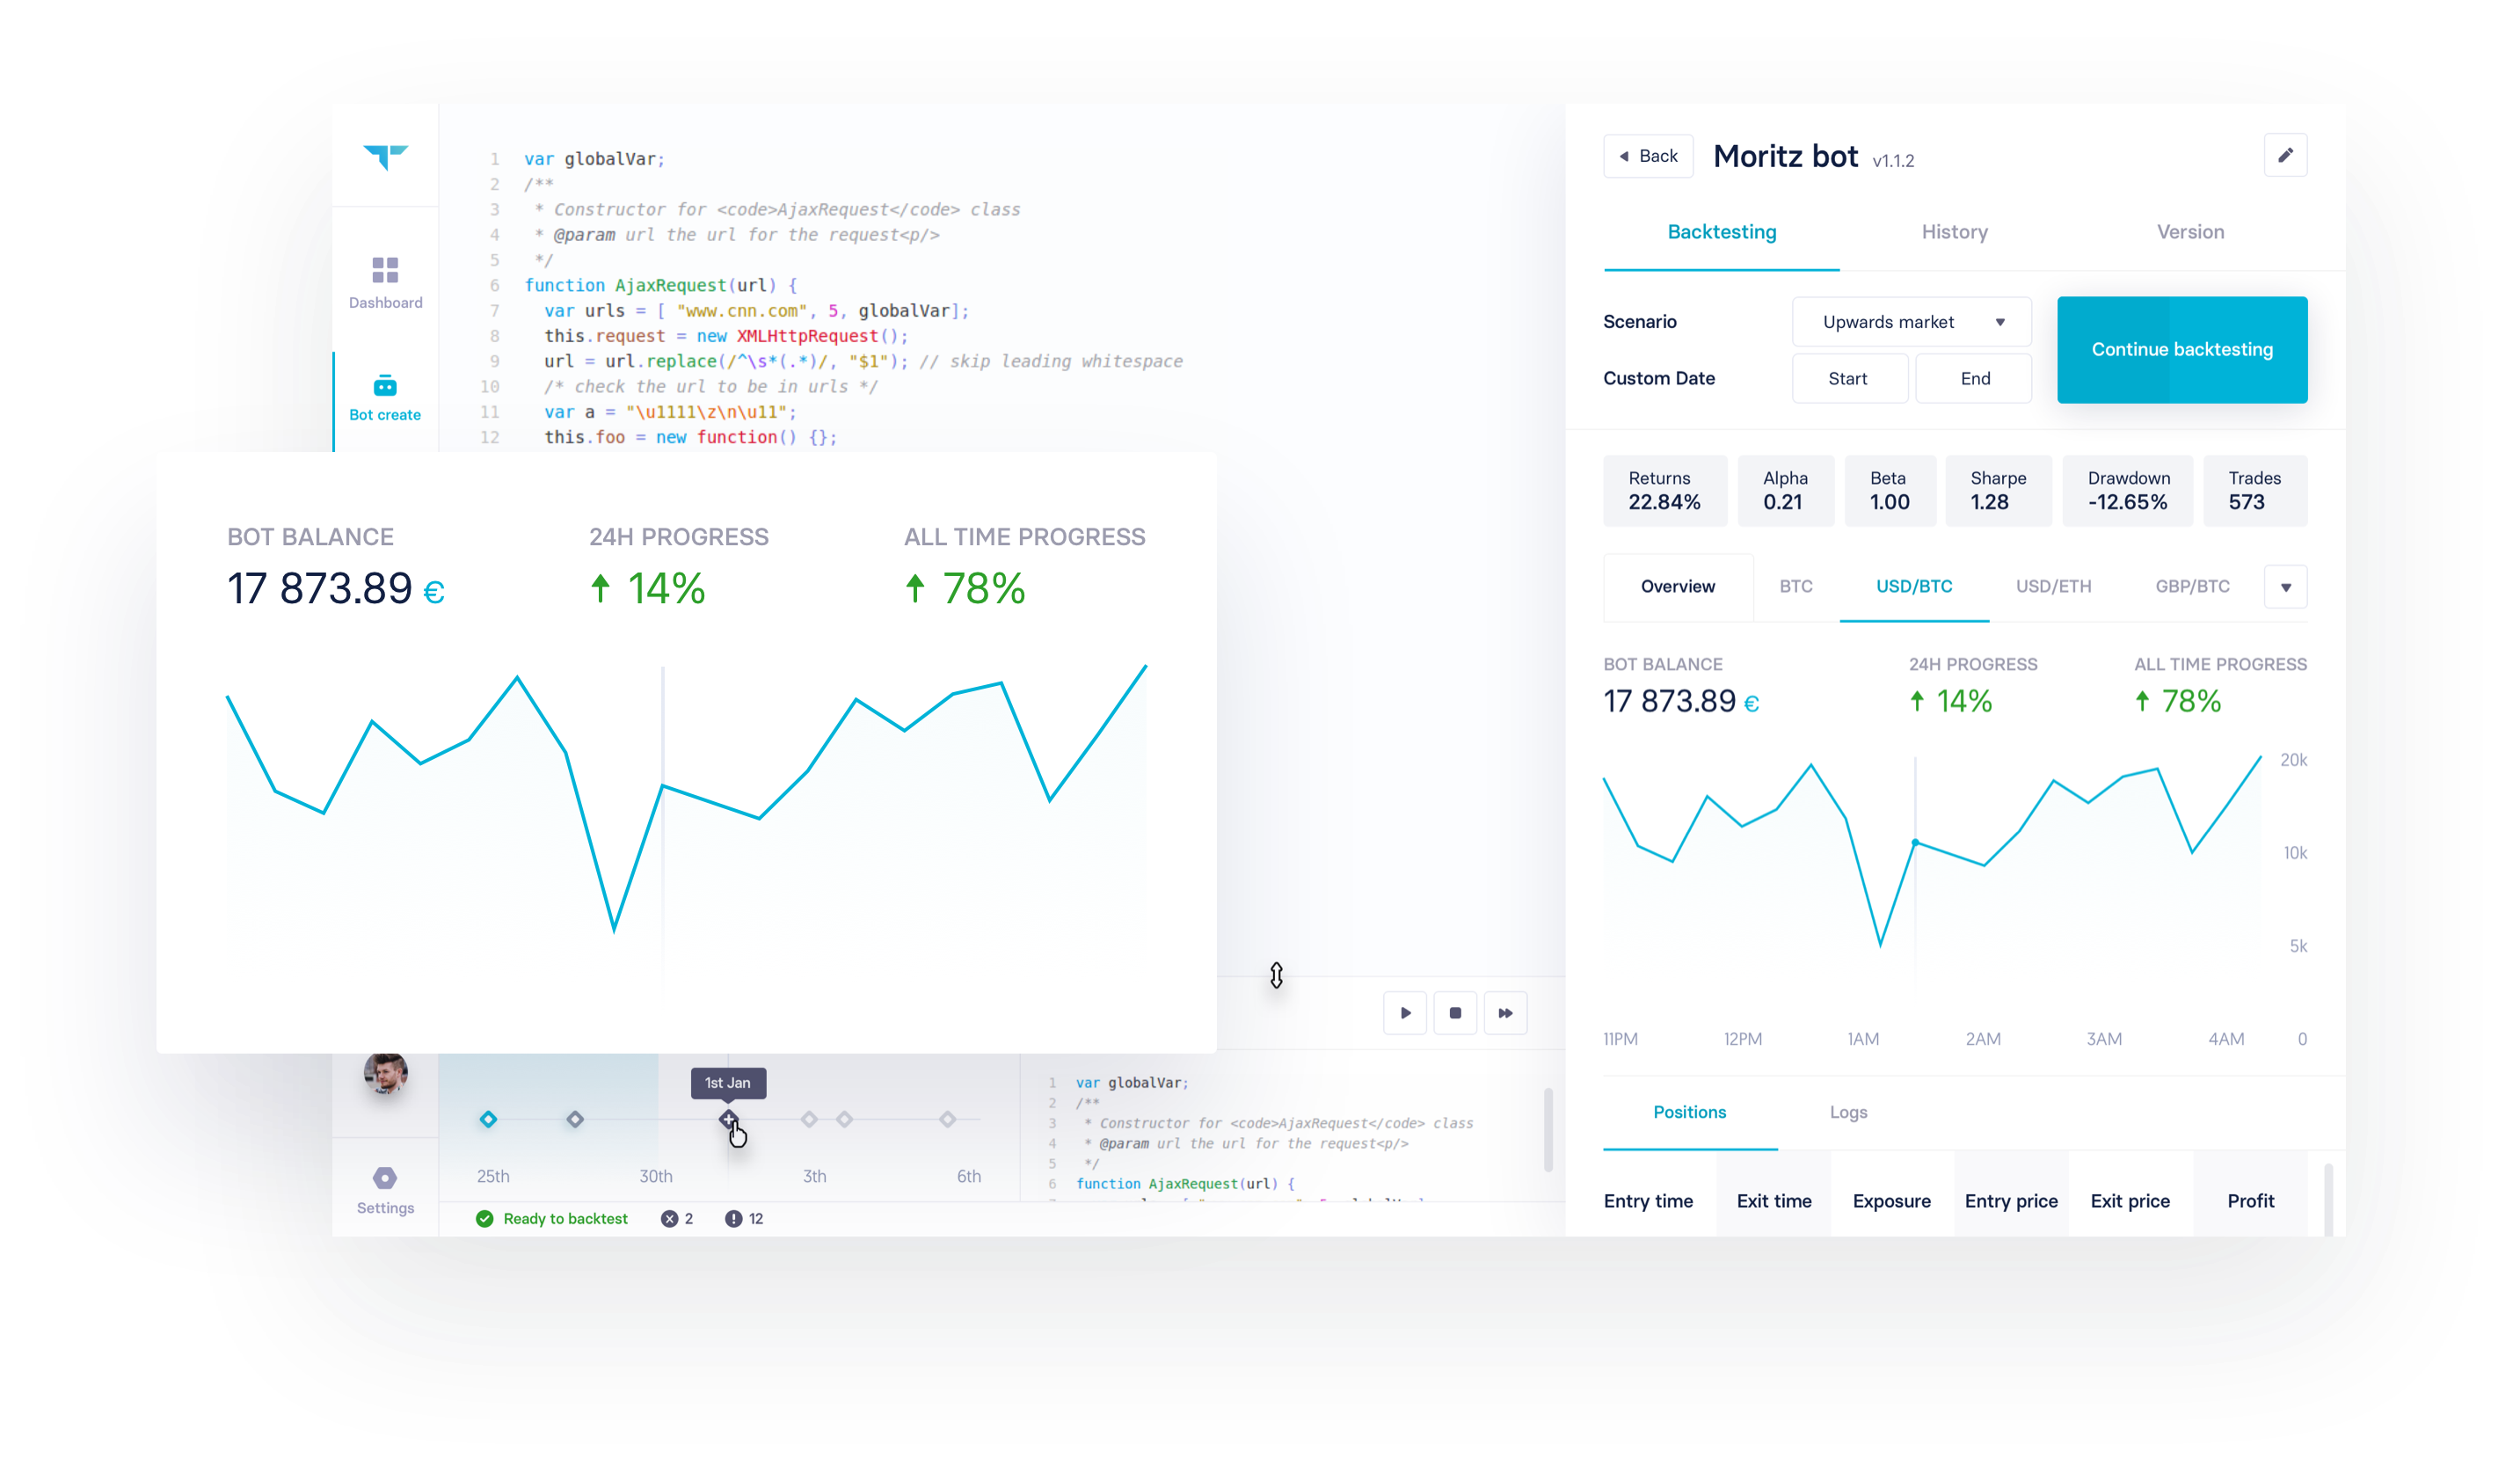 1 var globalVar;
2 /**
3 * Constructor for <code>AjaxRequest</code> class
4 * @param url the url for the request<p/>
5 */
6 function AjaxRequest(url) {
7 var urls = [ "www.cnn.com", 5, globalVar];
8 this.request = new XMLHttpRequest();
9 url = url.replace(/^\s*(.*)/, "$1"); // skip leading whitespace
10 /* check the url to be in urls */
11 var a = "\u1111\z\n\u11";
12 this.foo = new function() {};
Dashboard
Bot create
BOT BALANCE 24H PROGRESS ALL TIME PROGRESS
17 873.89 € 14% 78%
1st Jan
25th 30th 3th 6th
Settings
Ready to backtest 2 12
1 var globalVar;
2 /**
3 * Constructor for <code>AjaxRequest</code> class
4 * @param url the url for the request<p/>
5 */
6 function AjaxRequest(url) {
Back Moritz bot v1.1.2
Backtesting History Version
Scenario Upwards market
Continue backtesting
Custom Date Start End
Returns Alpha Beta Sharpe Drawdown Trades
22.84% 0.21 1.00 1.28 -12.65% 573
Overview BTC USD/BTC USD/ETH GBP/BTC
BOT BALANCE 24H PROGRESS ALL TIME PROGRESS
17 873.89 € 14% 78%
20k
10k
5k
11PM 12PM 1AM 2AM 3AM 4AM 0
Positions Logs
Entry time Exit time Exposure Entry price Exit price Profit